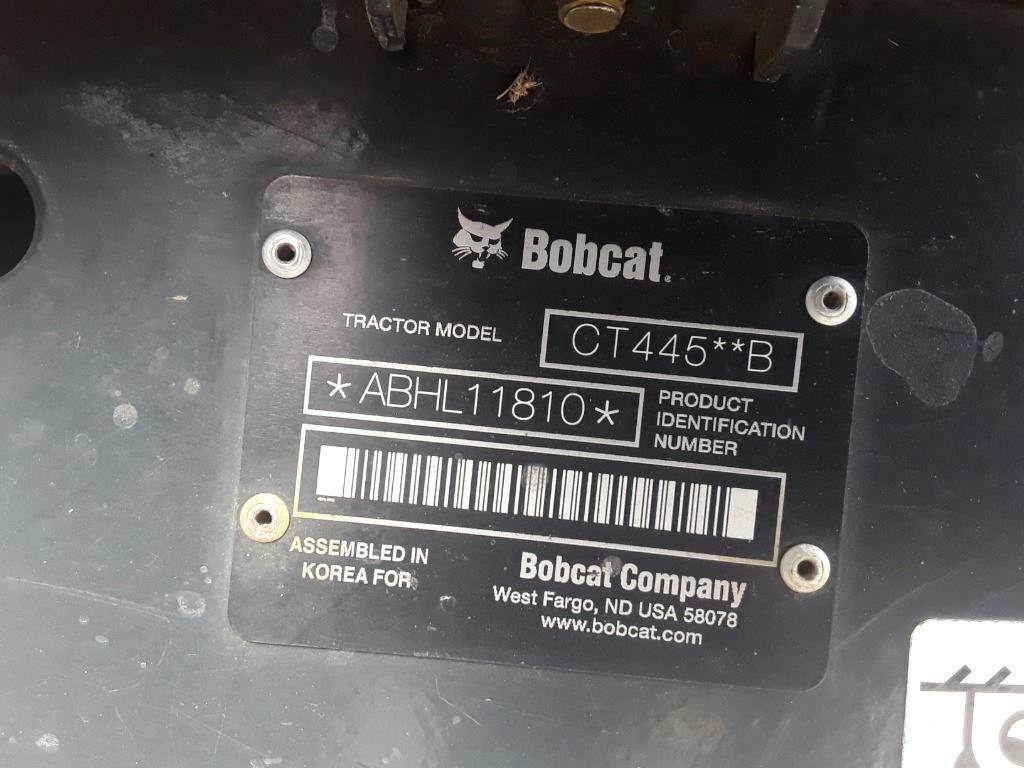 Bobcat®
TRACTOR MODEL CT445**B
*ABHL11810*
PRODUCT
IDENTIFICATION
NUMBER
ASSEMBLED IN
KOREA FOR
Bobcat Company
West Fargo, ND USA 58078
www.bobcat.com